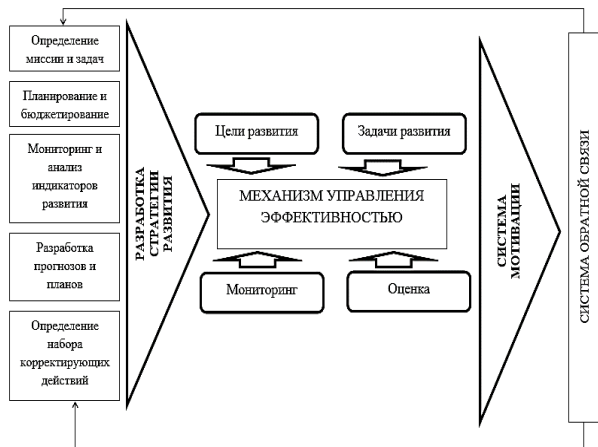 Определение
миссии и задач
Планирование и
бюджетирование
Мониторинг и
анализ
индикаторов
развития
Разработка
прогнозов и
планов
Определение
набора
корректирующих
действий
РАЗРАБОТКА
СТРАТЕГИИ
РАЗВИТИЯ
Цели развития
Задачи развития
МЕХАНИЗМ УПРАВЛЕНИЯ
ЭФФЕКТИВНОСТЬЮ
Мониторинг
Оценка
СИСТЕМА
МОТИВАЦИИ
СИСТЕМА ОБРАТНОЙ СВЯЗИ